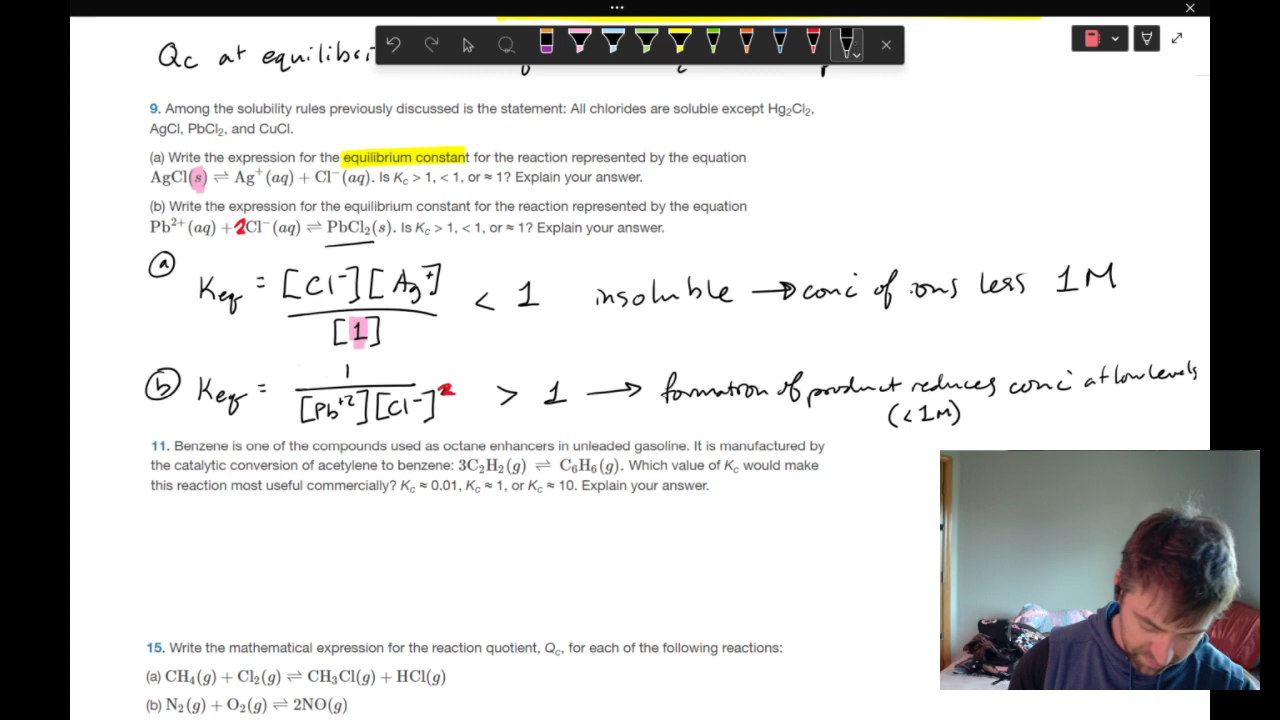 Qc at equilibri
9. Among the solubility rules previously discussed is the statement: All chlorides are soluble except Hg₂Cl₂,
AgCl, PbCl₂, and CuCl.
(a) Write the expression for the equilibrium constant for the reaction represented by the equation
AgCl(s) ⇌ Ag⁺(aq) + Cl⁻(aq). Is Kc > 1, < 1, or ≈ 1? Explain your answer.
(b) Write the expression for the equilibrium constant for the reaction represented by the equation
Pb²⁺(aq) + 2Cl⁻(aq) ⇌ PbCl₂(s). Is Kc > 1, < 1, or ≈ 1? Explain your answer.
ⓐ Keq = [Cl⁻][Ag⁺] / [1] < 1 insoluble → conc of ions less 1M
ⓑ Keq = 1 / [Pb⁺²][Cl⁻]² > 1 → formation of product reduces conc at low levels
(<1M)
11. Benzene is one of the compounds used as octane enhancers in unleaded gasoline. It is manufactured by
the catalytic conversion of acetylene to benzene: 3C₂H₂(g) ⇌ C₆H₆(g). Which value of Kc would make
this reaction most useful commercially? Kc ≈ 0.01, Kc ≈ 1, or Kc ≈ 10. Explain your answer.
15. Write the mathematical expression for the reaction quotient, Qc, for each of the following reactions:
(a) CH₄(g) + Cl₂(g) ⇌ CH₃Cl(g) + HCl(g)
(b) N₂(g) + O₂(g) ⇌ 2NO(g)